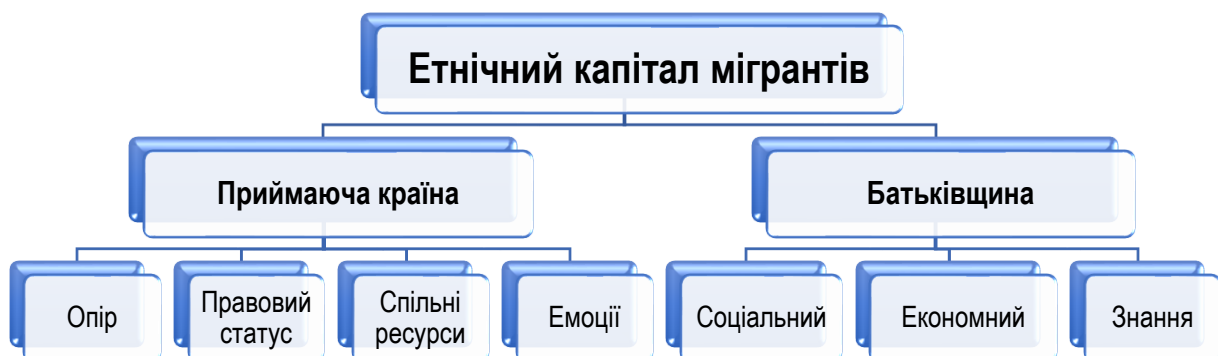 Етнічний капітал мігрантів
Приймаюча країна
Батьківщина
Опір
Правовий
статус
Спільні
ресурси
Емоції
Соціальний
Економний
Знання